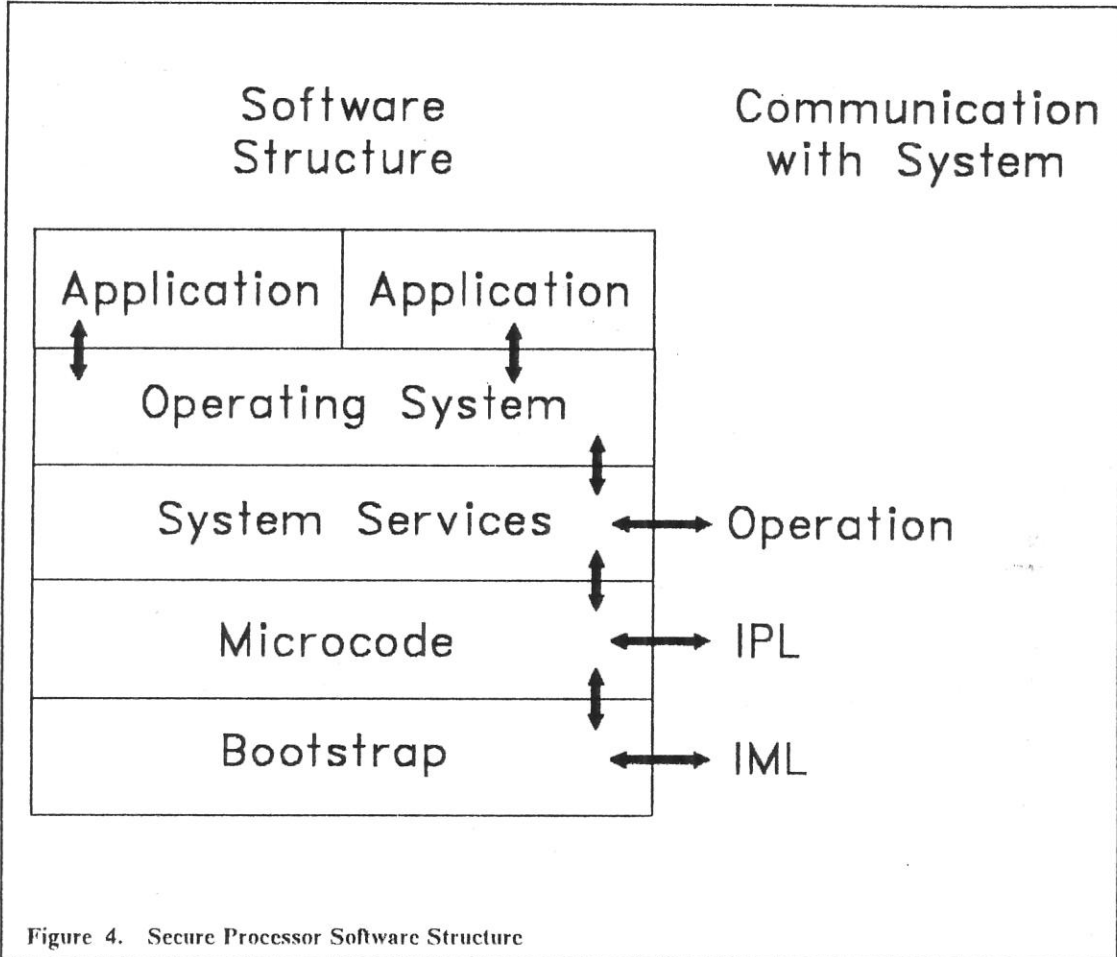 Software
Structure
Communication
with System
Application
Application
Operating System
System Services
Operation
Microcode
IPL
Bootstrap
IML
Figure 4. Secure Processor Software Structure